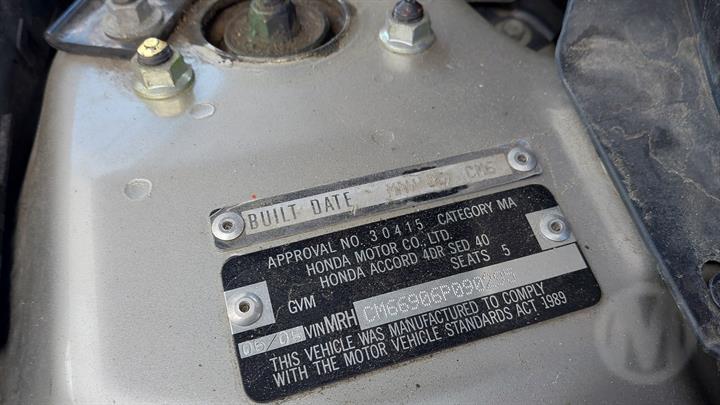 BUILT DATE CM6
APPROVAL NO. 30415 CATEGORY MA
HONDA MOTOR CO. LTD.
HONDA ACCORD 4DR SED 40
GVM SEATS 5
VIN MRH
THIS VEHICLE WAS MANUFACTURED TO COMPLY
WITH THE MOTOR VEHICLE STANDARDS ACT 1989
M